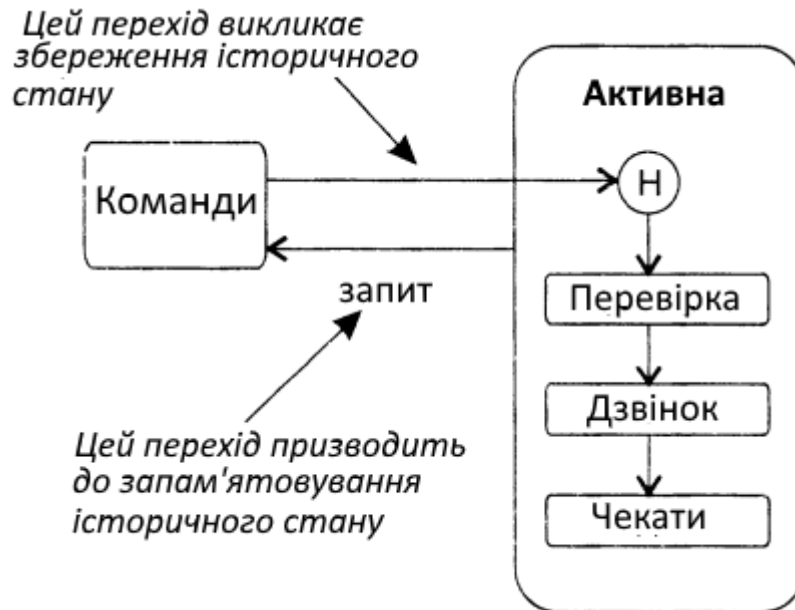 Цей перехід викликає
збереження історичного
стану
Активна
Команди
Н
запит
Перевірка
Дзвінок
Чекати
Цей перехід призводить
до запам'ятовування
історичного стану